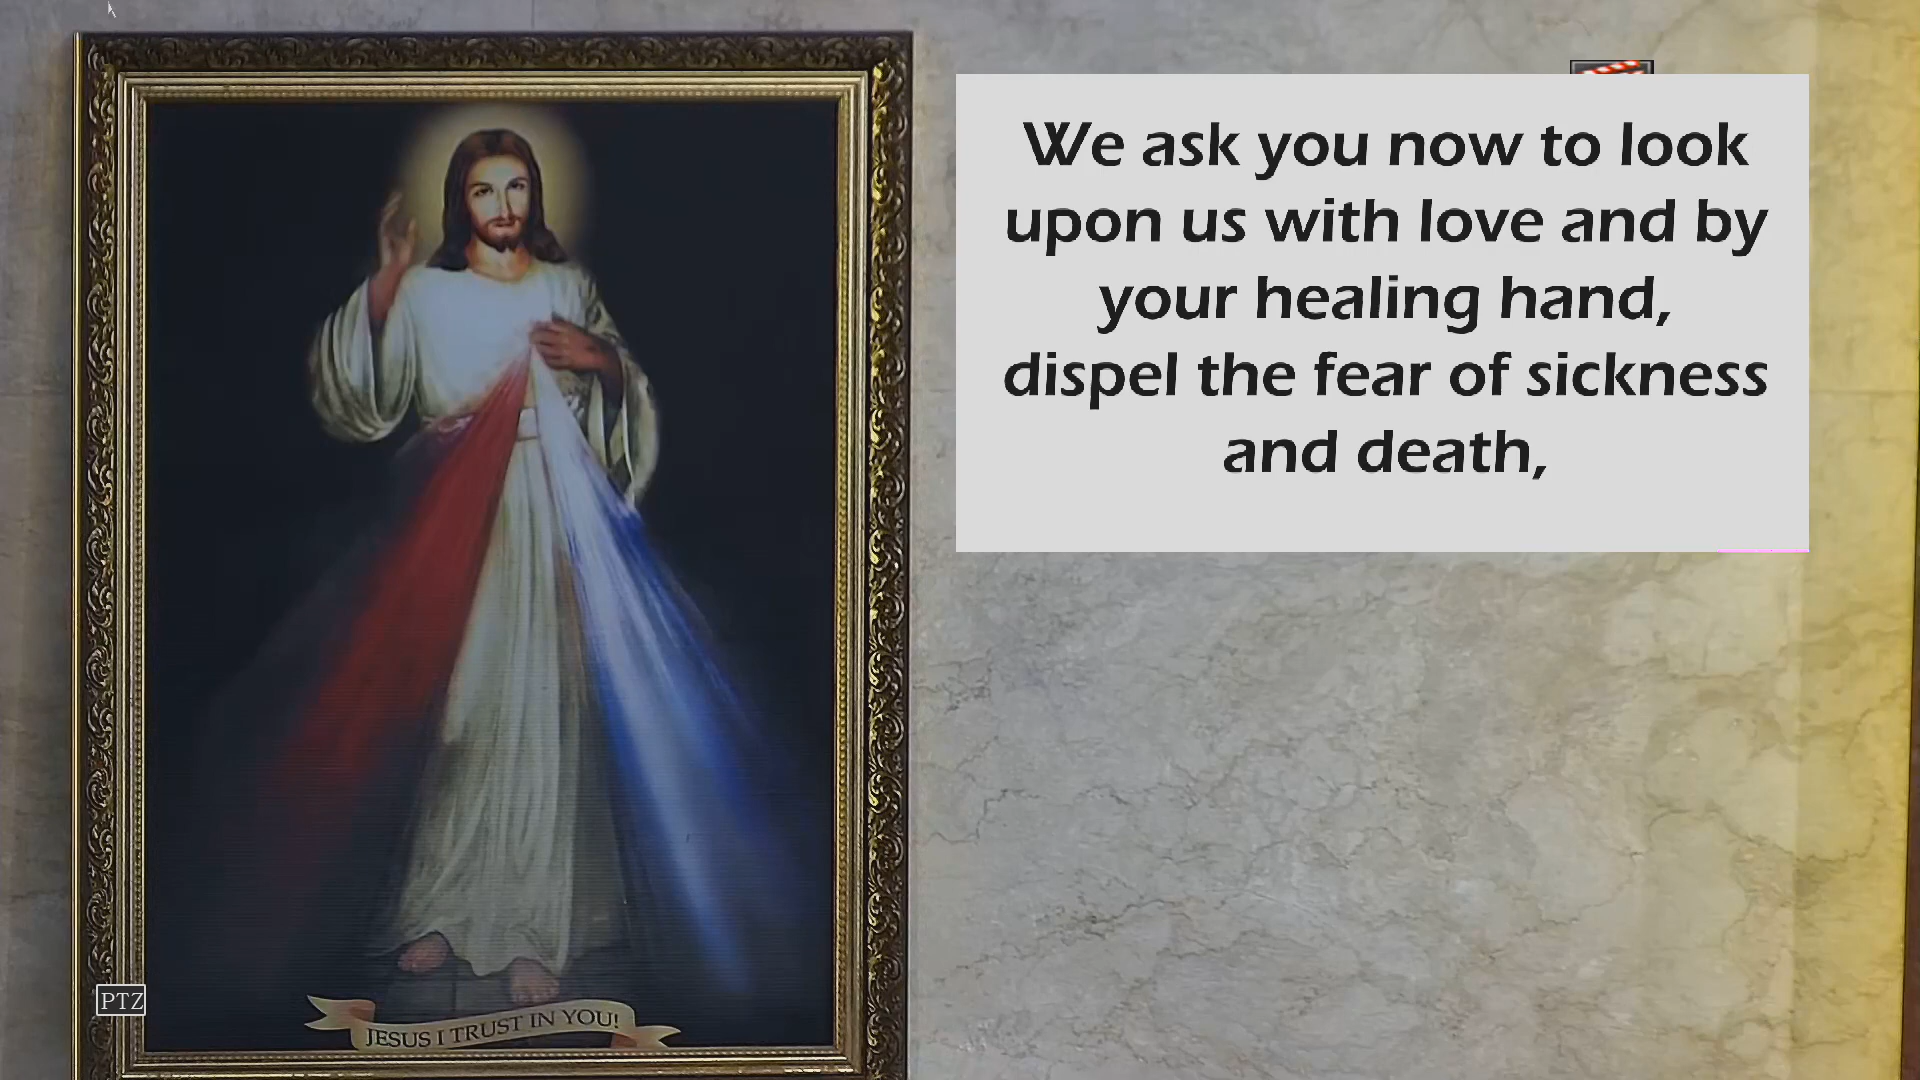 We ask you now to look
upon us with love and by
your healing hand,
dispel the fear of sickness
and death,
PTZ
JESUS I TRUST IN YOU!